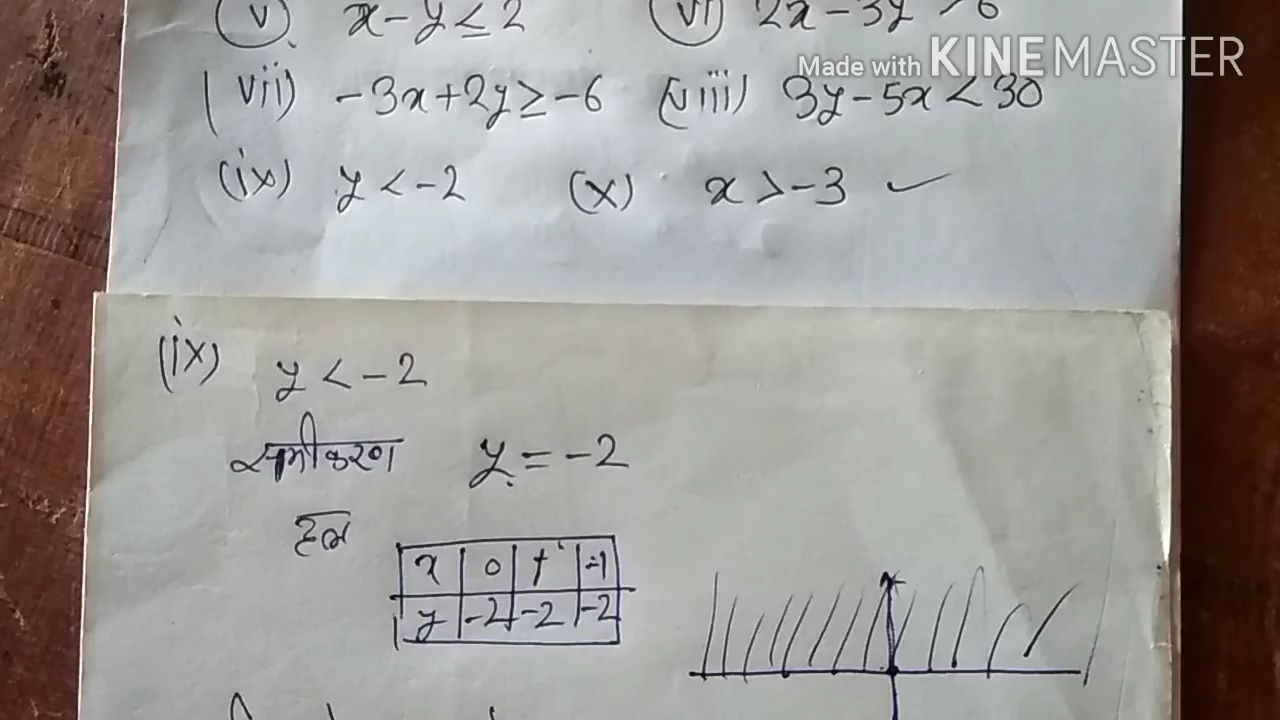 (v) x - y ≤ 2 (vi) 2x - 3y > 6
Made with KINEMASTER
(vii) -3x + 2y ≥ -6 (viii) 3y - 5x < 30
(ix) y < -2 (x) x > -3
(ix) y < -2
समीकरण y = -2
हल
x 0 1 -1
y -2 -2 -2